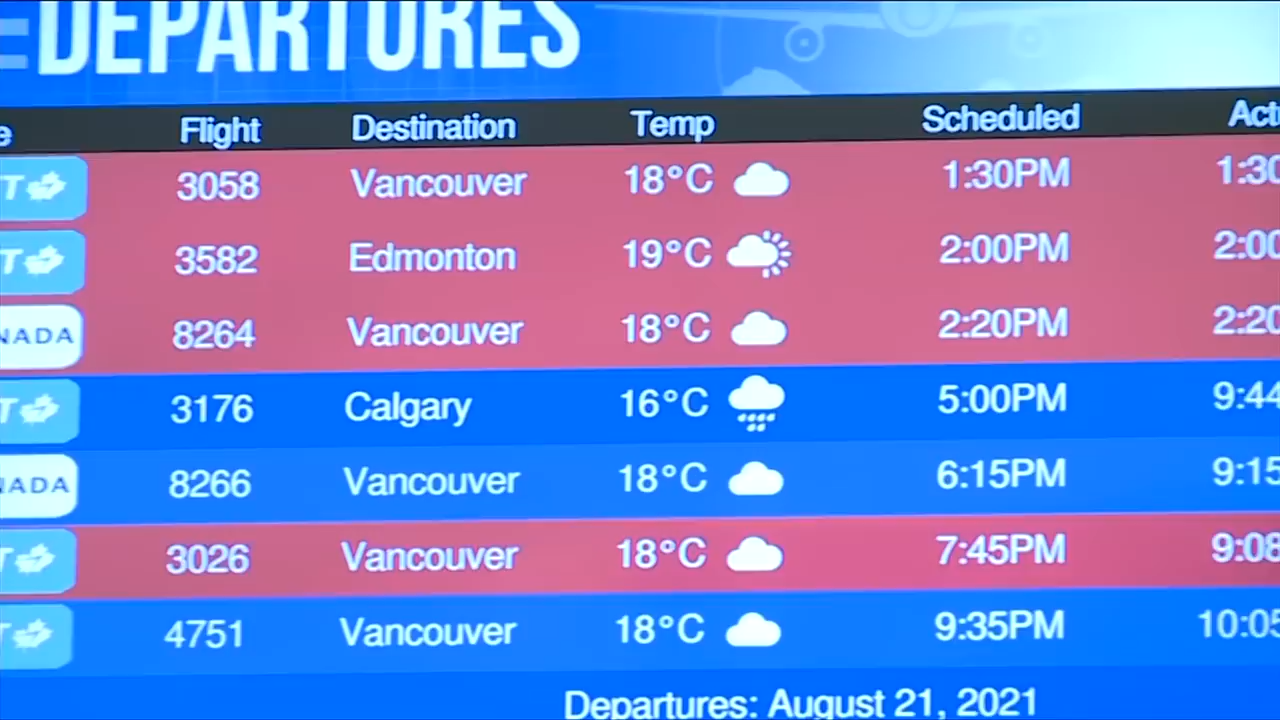 DEPARTURES
Flight Destination Temp Scheduled
T 3058 Vancouver 18°C 1:30PM 1:30
T 3582 Edmonton 19°C 2:00PM 2:00
NADA 8264 Vancouver 18°C 2:20PM 2:20
T 3176 Calgary 16°C 5:00PM 9:44
NADA 8266 Vancouver 18°C 6:15PM 9:15
T 3026 Vancouver 18°C 7:45PM 9:08
T 4751 Vancouver 18°C 9:35PM 10:05
Departures: August 21, 2021